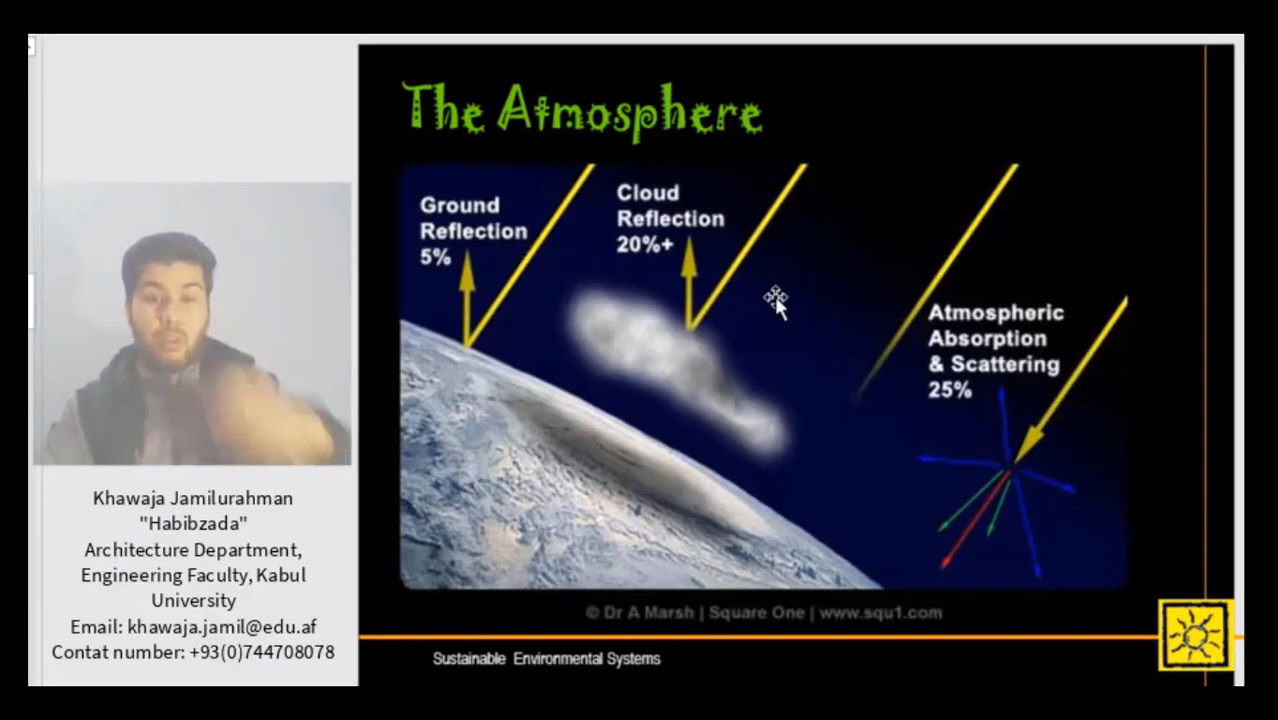 The Atmosphere
Ground
Reflection
5%
Cloud
Reflection
20%+
Atmospheric
Absorption
& Scattering
25%
© Dr A Marsh | Square One | www.squ1.com
Sustainable Environmental Systems
Khawaja Jamilurahman
"Habibzada"
Architecture Department,
Engineering Faculty, Kabul
University
Email: khawaja.jamil@edu.af
Contat number: +93(0)744708078